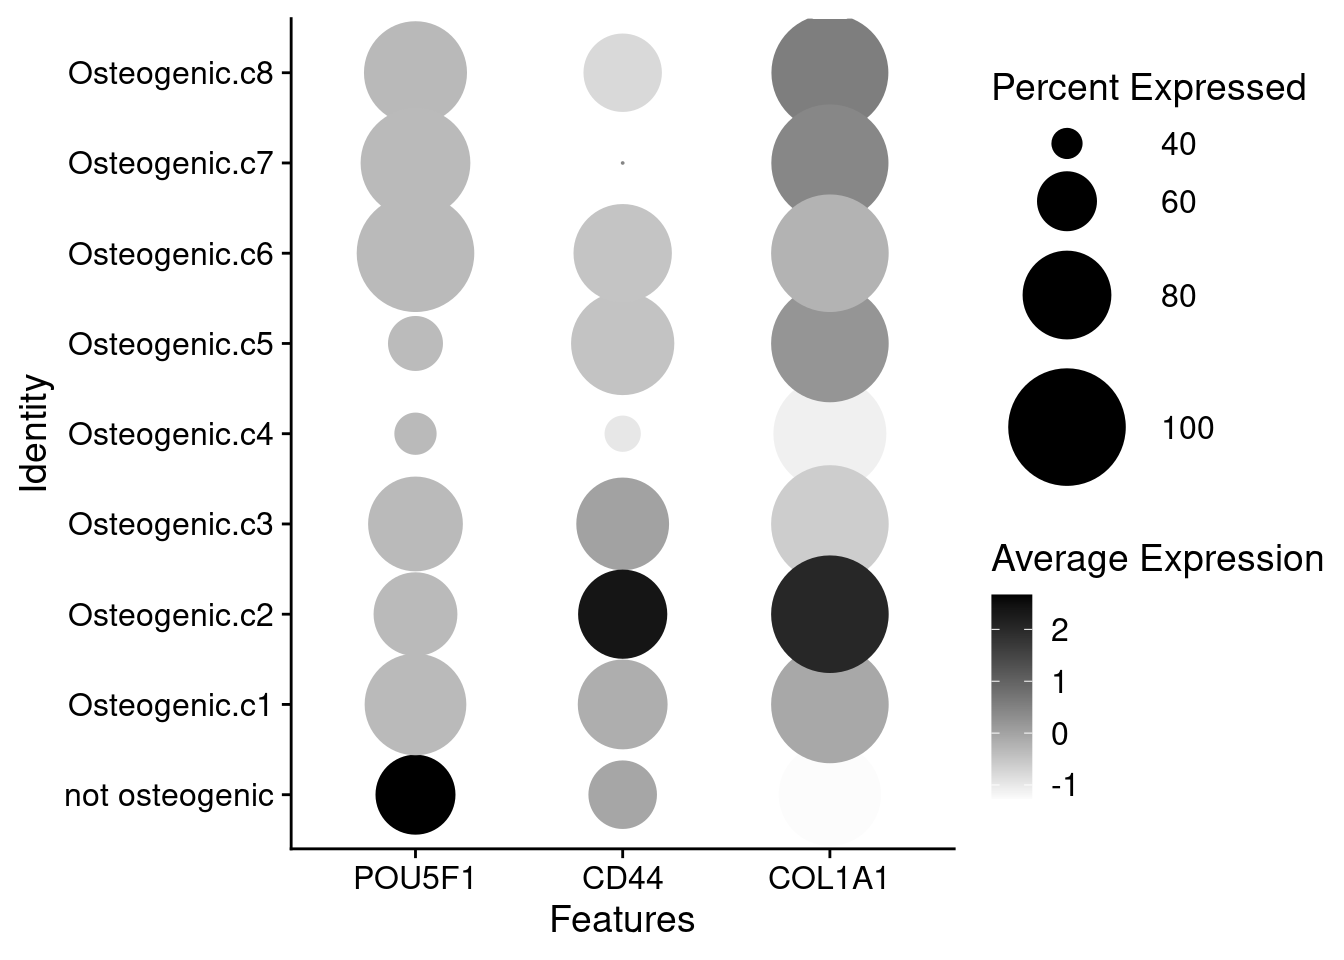 Osteogenic.c8
Osteogenic.c7
Osteogenic.c6
Osteogenic.c5
Osteogenic.c4
Osteogenic.c3
Osteogenic.c2
Osteogenic.c1
not osteogenic
Identity
POU5F1 CD44 COL1A1
Features
Percent Expressed
40
60
80
100
Average Expression
2
1
0
-1